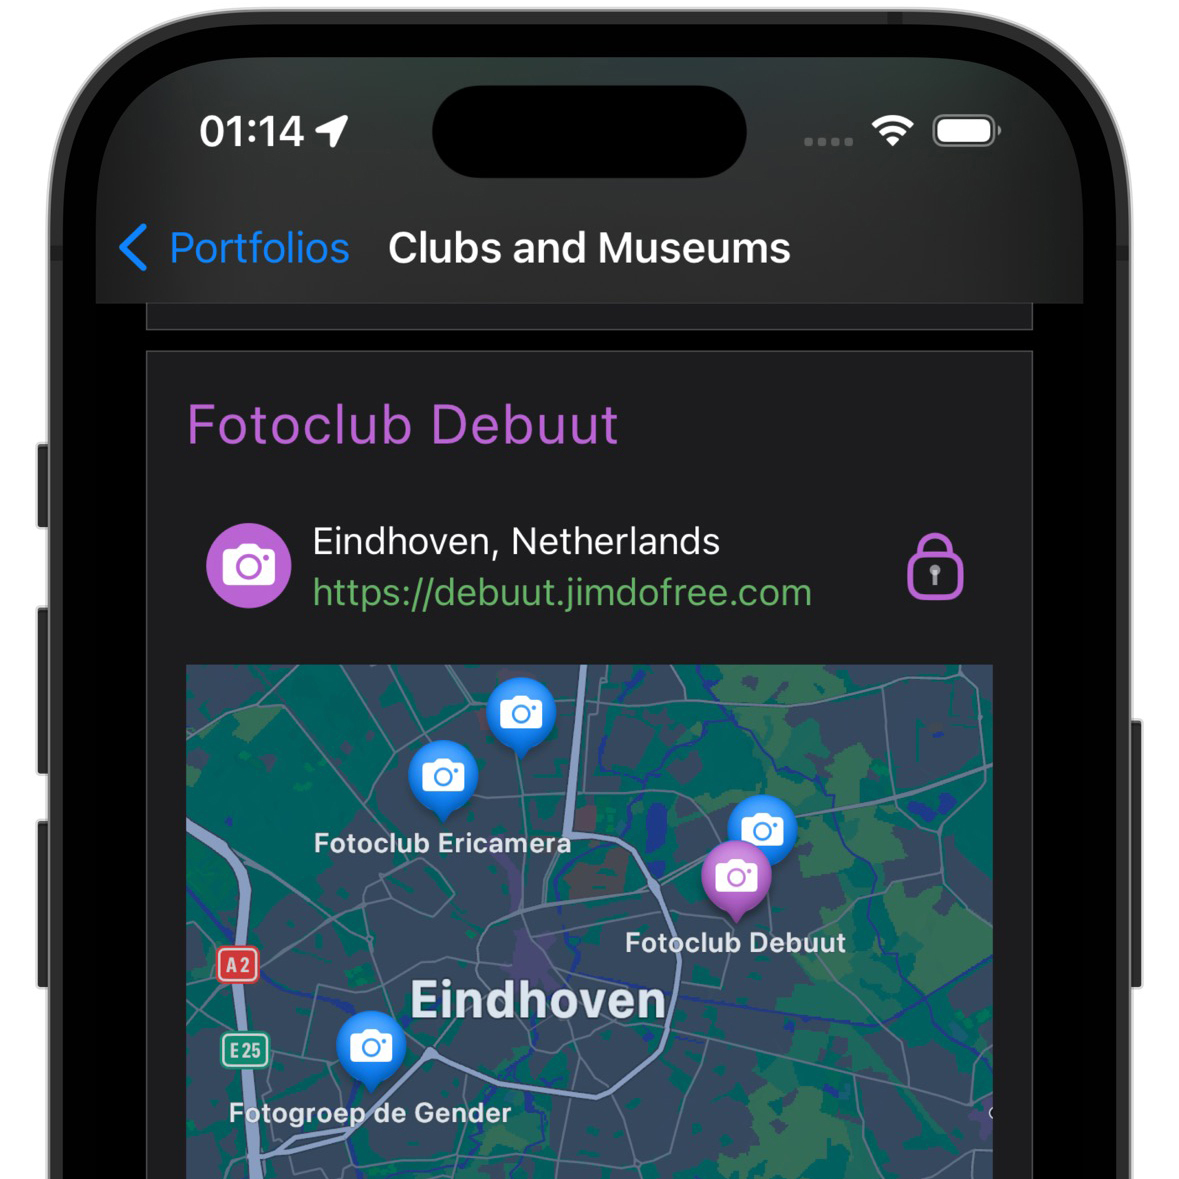 01:14
Portfolios Clubs and Museums
Fotoclub Debuut
Eindhoven, Netherlands
https://debuut.jimdofree.com
Fotoclub Ericamera
Fotoclub Debuut
A2
Eindhoven
E25
Fotogroep de Gender